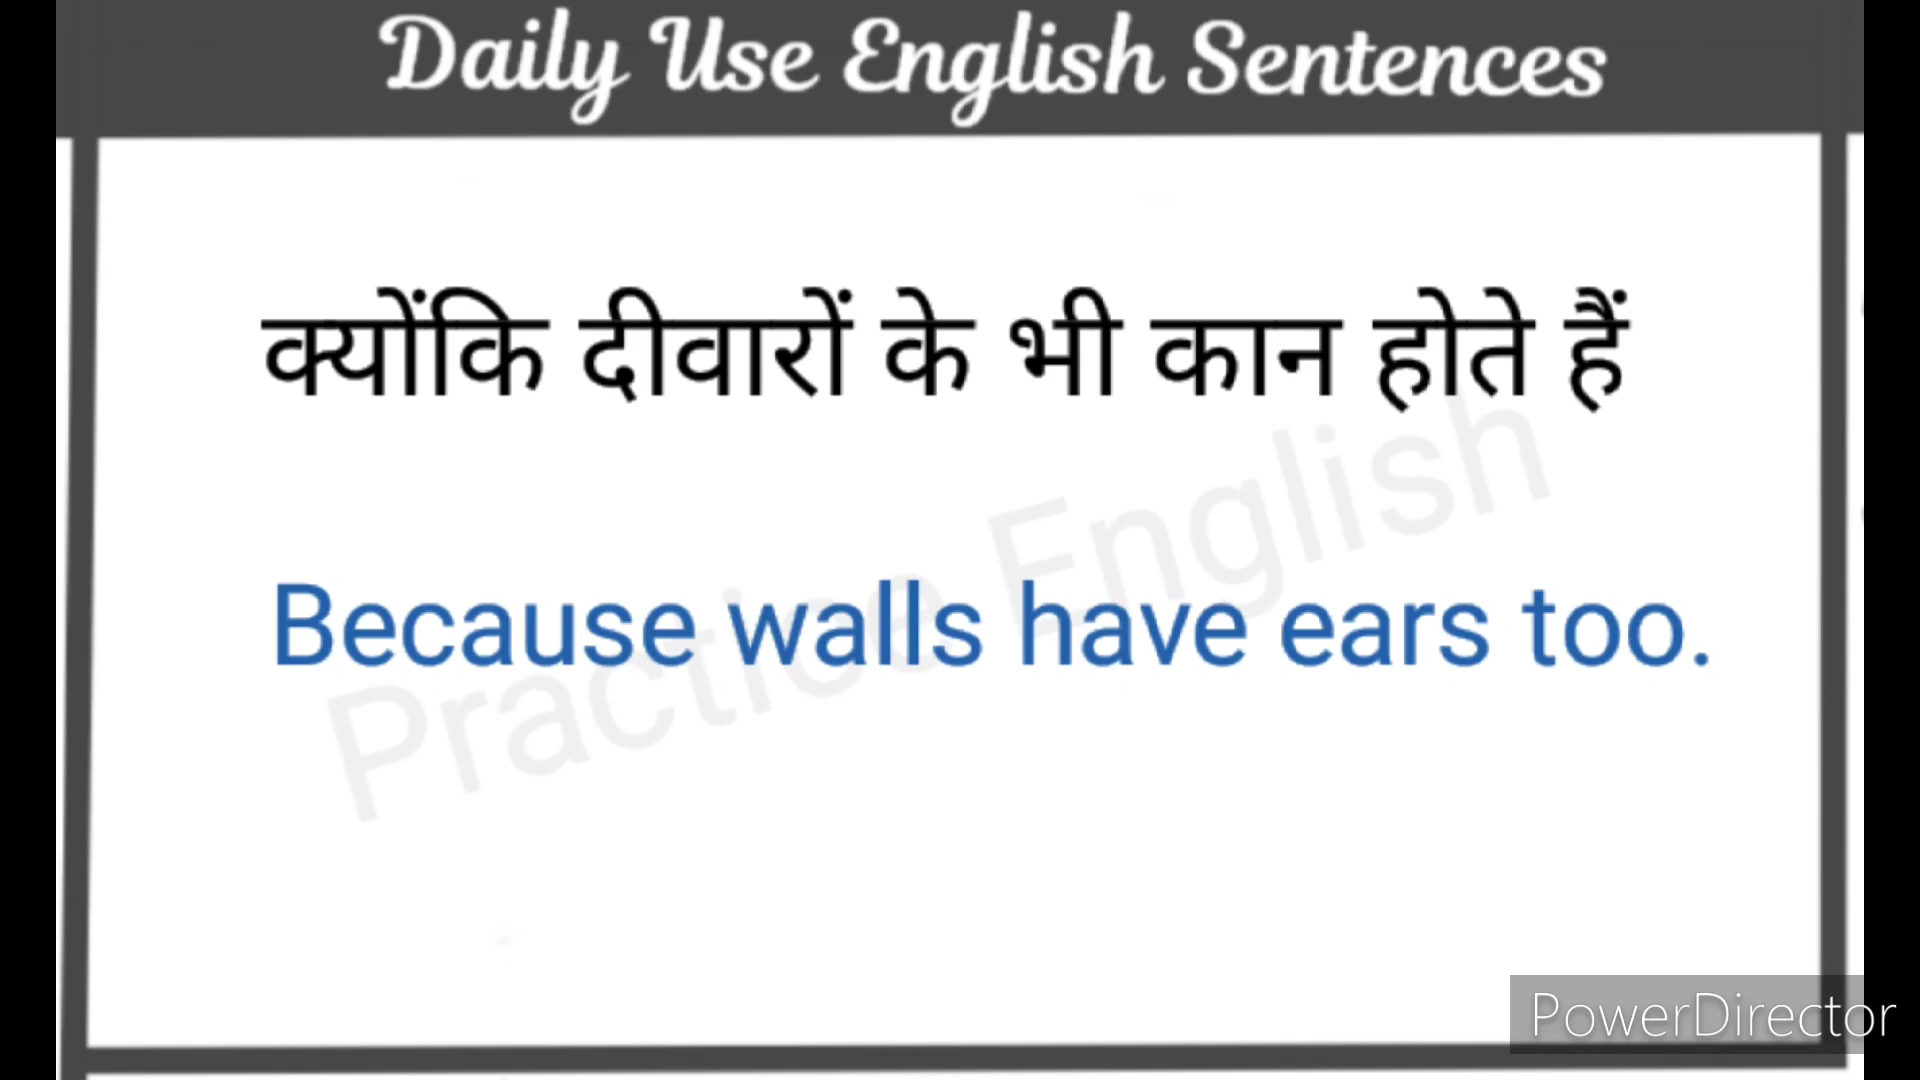 Daily Use English Sentences
क्योंकि दीवारों के भी कान होते हैं
Practice English
Because walls have ears too.
PowerDirector